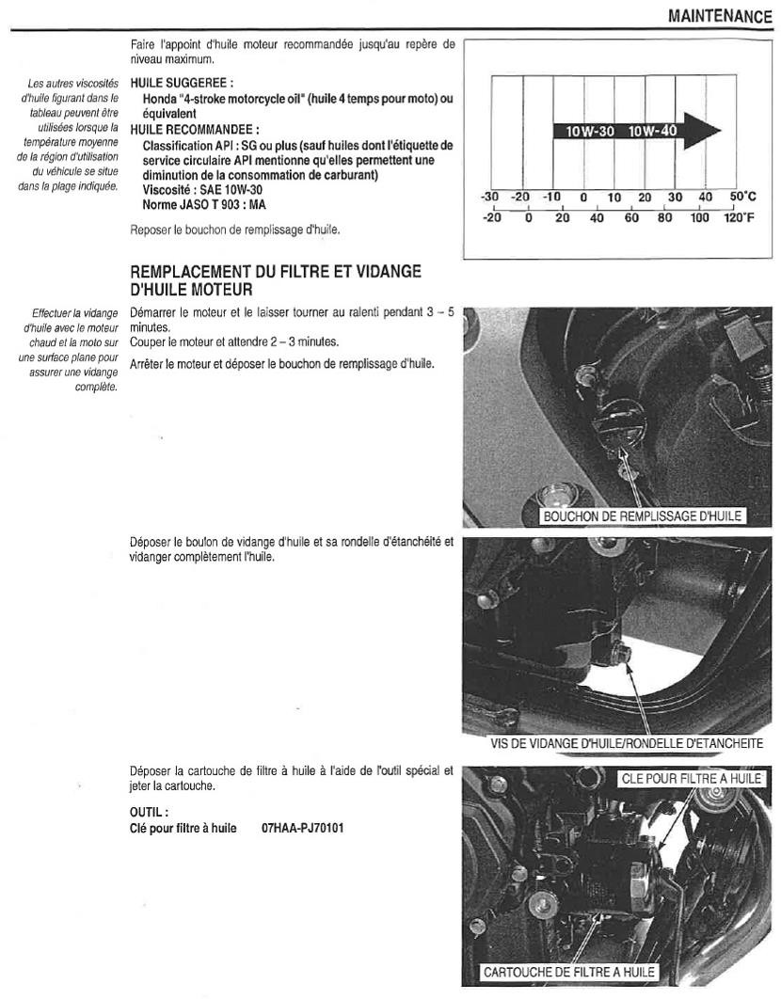 MAINTENANCE
Faire l'appoint d'huile moteur recommandée jusqu'au repère de
niveau maximum.
Les autres viscosités
d'huile figurant dans le
tableau peuvent être
utilisées lorsque la
température moyenne
de la région d'utilisation
du véhicule se situe
dans la plage indiquée.
HUILE SUGGEREE :
Honda "4-stroke motorcycle oil" (huile 4 temps pour moto) ou
équivalent
HUILE RECOMMANDEE :
Classification API : SG ou plus (sauf huiles dont l'étiquette de
service circulaire API mentionne qu'elles permettent une
diminution de la consommation de carburant)
Viscosité : SAE 10W-30
Norme JASO T 903 : MA
Reposer le bouchon de remplissage d'huile.
10W-30 10W-40
-30 -20 -10 0 10 20 30 40 50°C
-20 0 20 40 60 80 100 120°F
REMPLACEMENT DU FILTRE ET VIDANGE
D'HUILE MOTEUR
Effectuer la vidange
d'huile avec le moteur
chaud et la moto sur
une surface plane pour
assurer une vidange
complète.
Démarrer le moteur et le laisser tourner au ralenti pendant 3 – 5
minutes.
Couper le moteur et attendre 2 – 3 minutes.
Arrêter le moteur et déposer le bouchon de remplissage d'huile.
BOUCHON DE REMPLISSAGE D'HUILE
Déposer le boulon de vidange d'huile et sa rondelle d'étanchéité et
vidanger complètement l'huile.
VIS DE VIDANGE D'HUILE/RONDELLE D'ETANCHEITE
Déposer la cartouche de filtre à huile à l'aide de l'outil spécial et
jeter la cartouche.
OUTIL :
Clé pour filtre à huile 07HAA-PJ70101
CLE POUR FILTRE A HUILE
CARTOUCHE DE FILTRE A HUILE